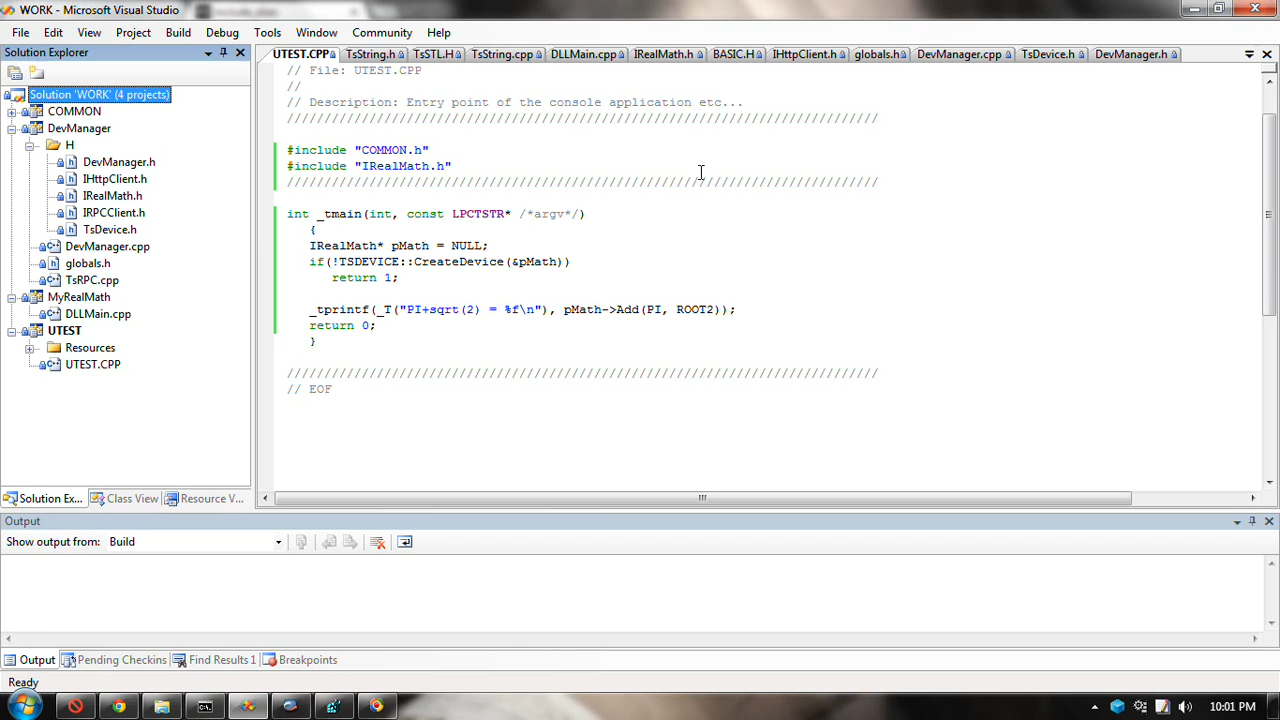 WORK - Microsoft Visual Studio
File Edit View Project Build Debug Tools Window Community Help
Solution Explorer
UTEST.CPP TsString.h TsSTL.H TsString.cpp DLLMain.cpp IRealMath.h BASIC.H IHttpClient.h globals.h DevManager.cpp TsDevice.h DevManager.h
Solution 'WORK' (4 projects)
COMMON
DevManager
H
DevManager.h
IHttpClient.h
IRealMath.h
IRPCClient.h
TsDevice.h
DevManager.cpp
globals.h
TsRPC.cpp
MyRealMath
DLLMain.cpp
UTEST
Resources
UTEST.CPP
Solution Ex... Class View Resource V...
// File: UTEST.CPP
//
// Description: Entry point of the console application etc...
///////////////////////////////////////////////////////////////////////////////
#include "COMMON.h"
#include "IRealMath.h"
///////////////////////////////////////////////////////////////////////////////
int _tmain(int, const LPCTSTR* /*argv*/)
{
IRealMath* pMath = NULL;
if(!TSDEVICE::CreateDevice(&pMath))
return 1;
_tprintf(_T("PI+sqrt(2) = %f\n"), pMath->Add(PI, ROOT2));
return 0;
}
///////////////////////////////////////////////////////////////////////////////
// EOF
Output
Show output from: Build
Output Pending Checkins Find Results 1 Breakpoints
Ready
10:01 PM